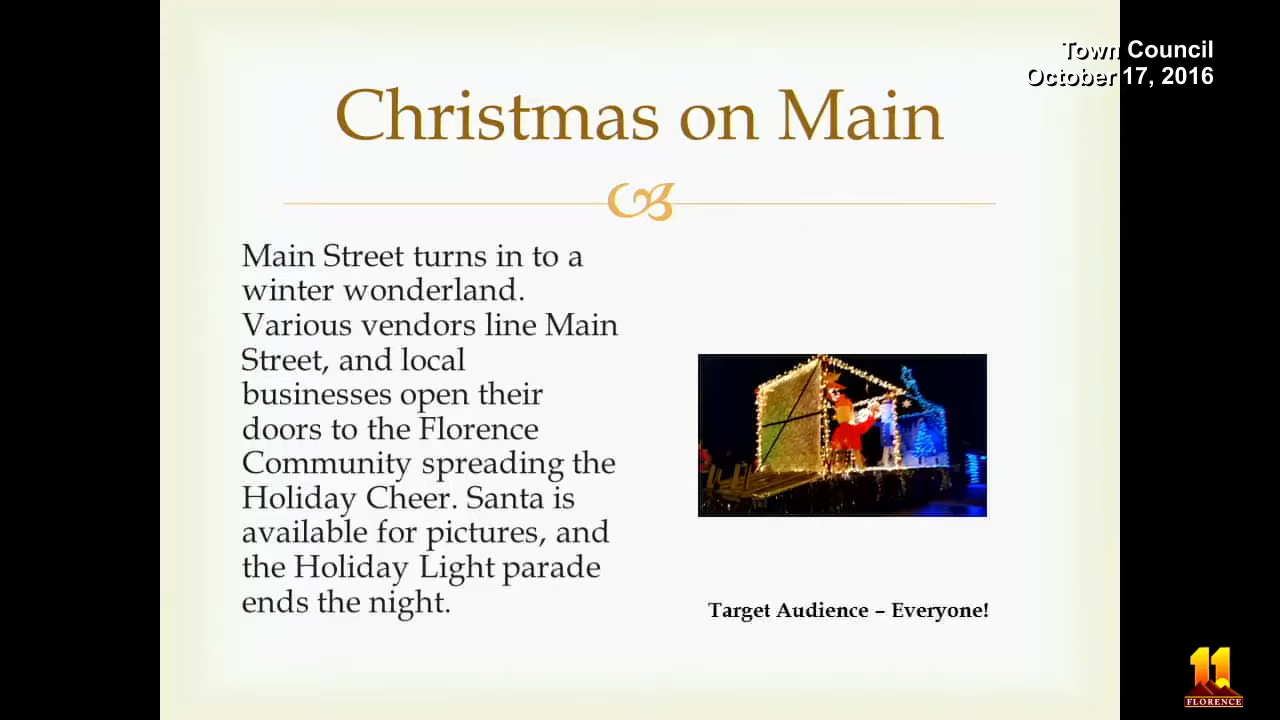 Town Council
October 17, 2016
Christmas on Main
Main Street turns in to a
winter wonderland.
Various vendors line Main
Street, and local
businesses open their
doors to the Florence
Community spreading the
Holiday Cheer. Santa is
available for pictures, and
the Holiday Light parade
ends the night.
Target Audience – Everyone!
11
FLORENCE